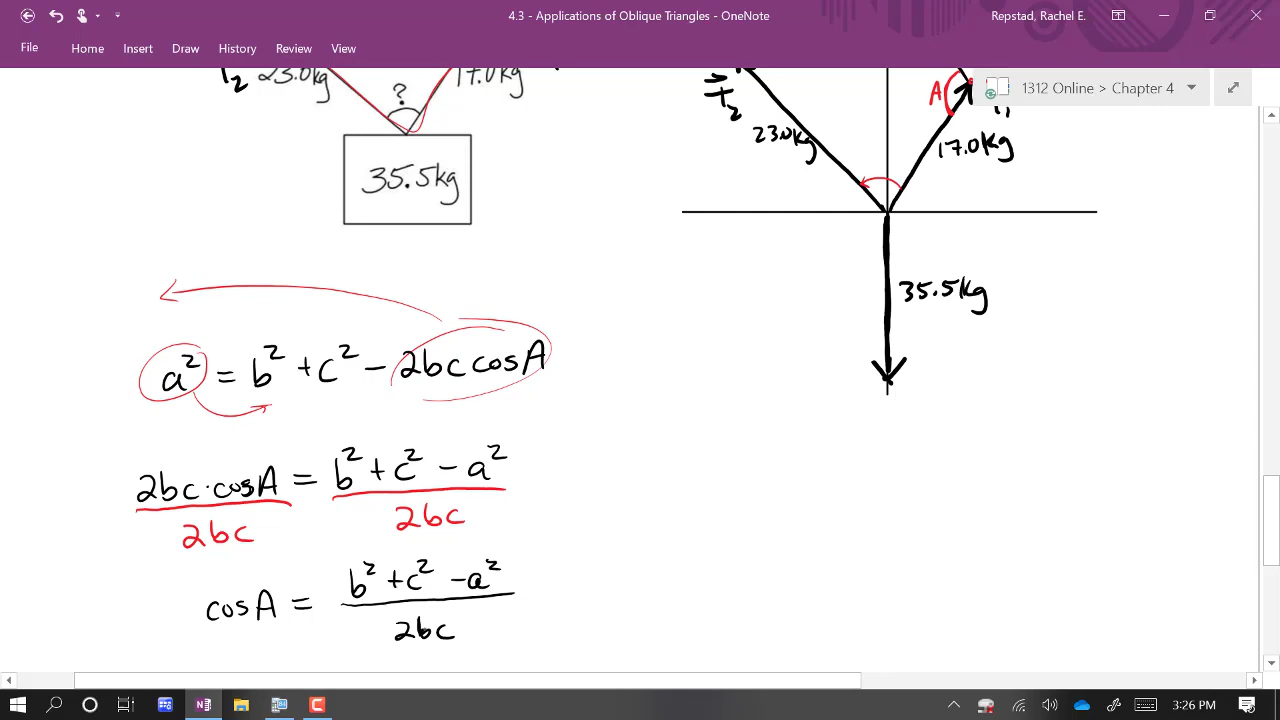 4.3 - Applications of Oblique Triangles - OneNote
Repstad, Rachel E.
File Home Insert Draw History Review View
1312 Online > Chapter 4
T₂ 23.0kg
17.0kg
?
35.5kg
T₂
23.0kg
A
17.0kg
35.5kg
a² = b² + c² - 2bc cosA
2bc·cosA = b² + c² - a²
2bc 2bc
cosA = b² + c² - a²
2bc
3:26 PM